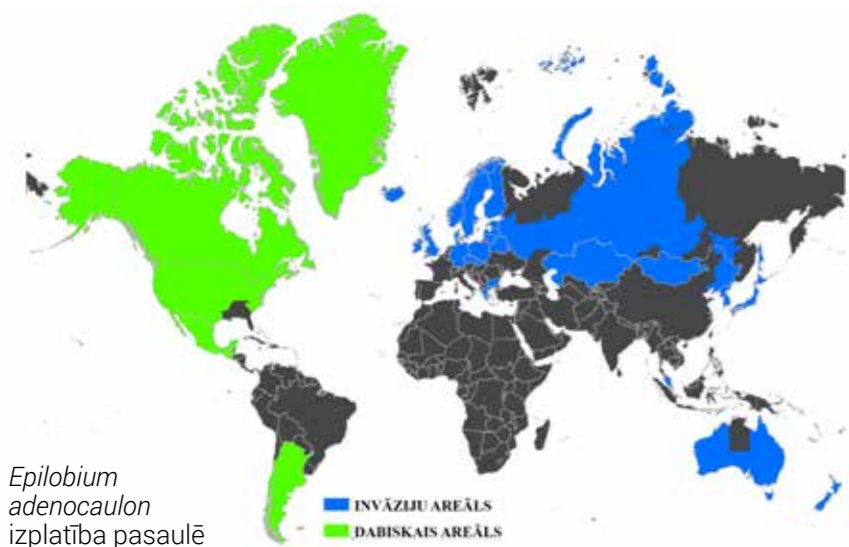 Epilobium
adenocaulon
izplatība pasaulē
INVĀZIJU AREĀLS
DABISKAIS AREĀLS